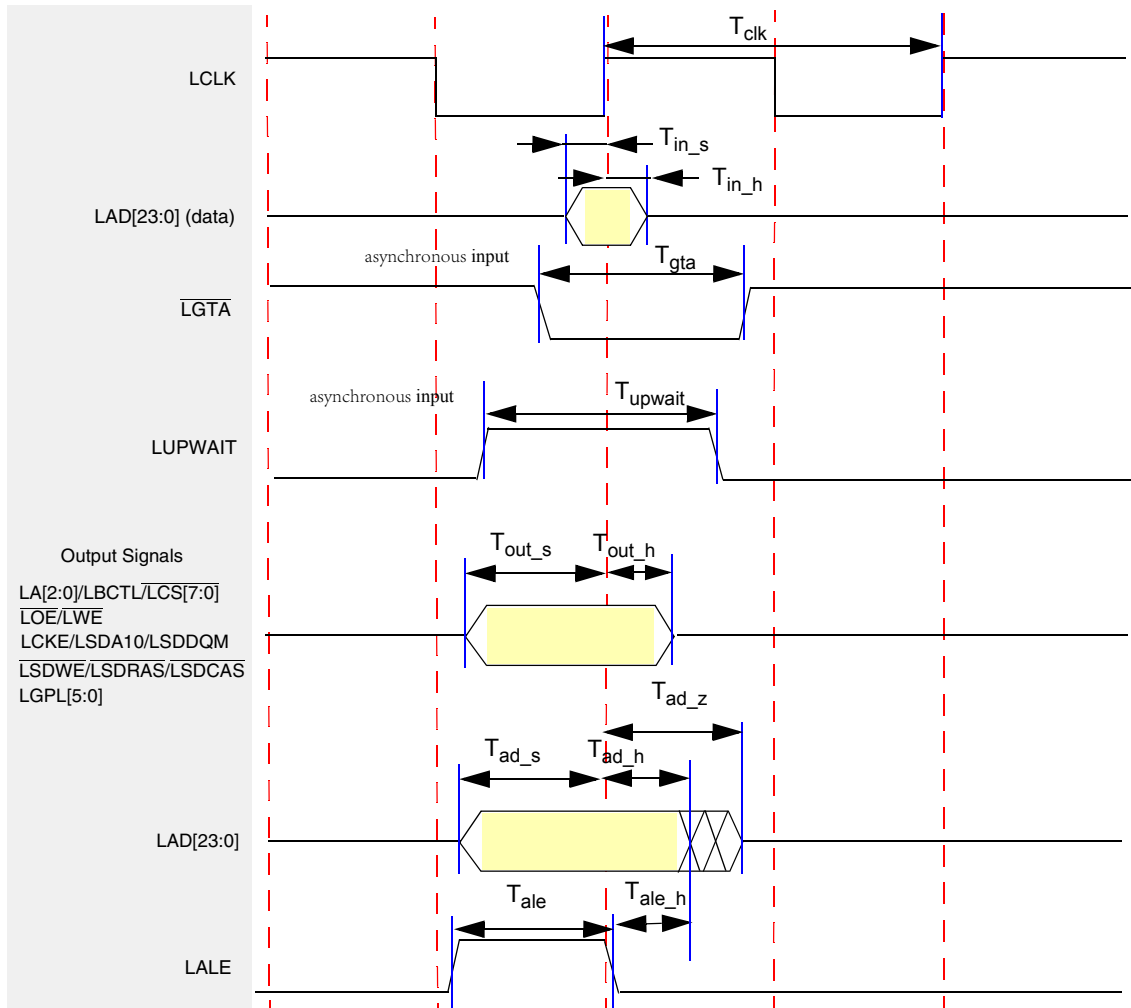 T_clk
LCLK
T_in_s
T_in_h
LAD[23:0] (data)
asynchronous input
T_gta
LGTA
asynchronous input
T_upwait
LUPWAIT
Output Signals
T_out_s
T_out_h
LA[2:0]/LBCTL/LCS[7:0]
LOE/LWE
LCKE/LSDA10/LSDDQM
LSDWE/LSDRAS/LSDCAS
LGPL[5:0]
T_ad_z
T_ad_s
T_ad_h
LAD[23:0]
T_ale
T_ale_h
LALE